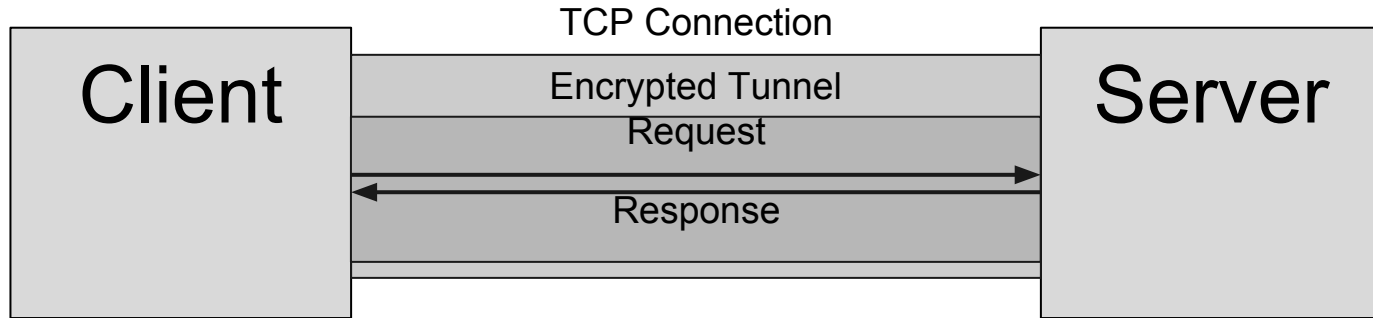 TCP Connection
Client
Encrypted Tunnel
Server
Request
Response